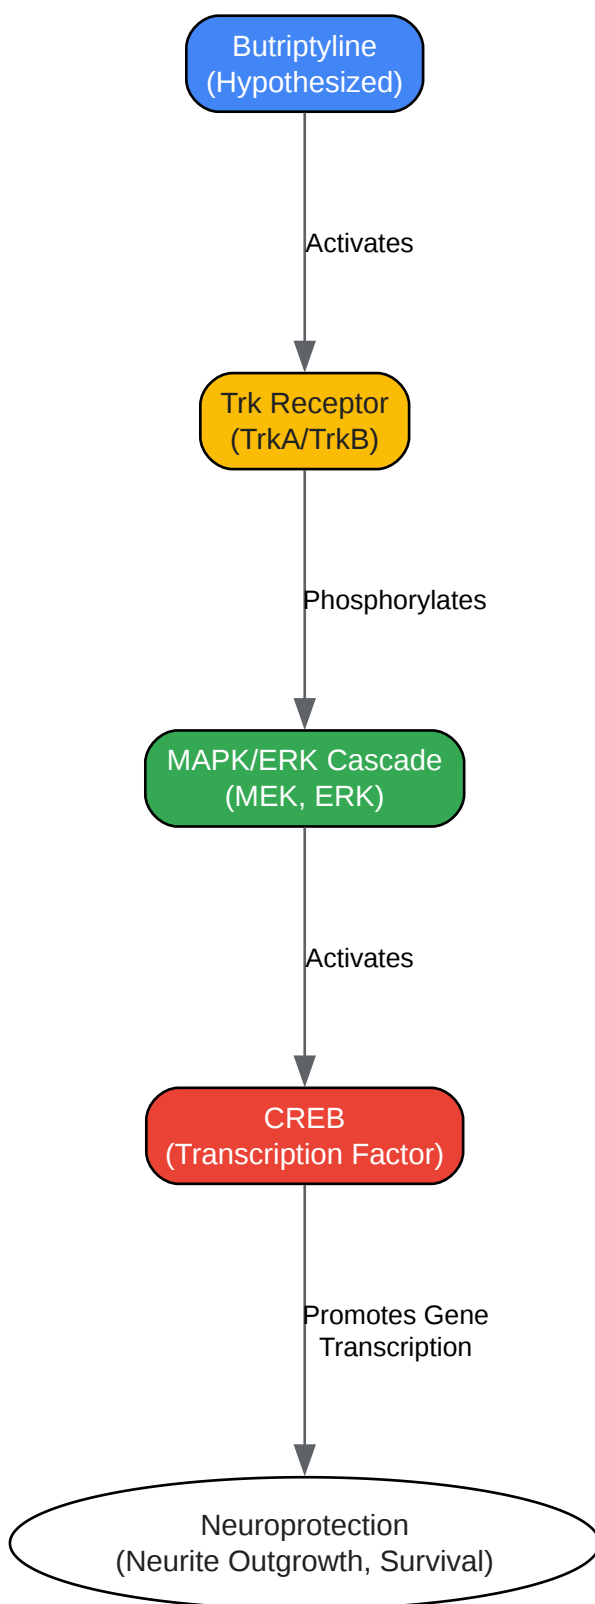 Butriptyline
(Hypothesized)
Activates
Trk Receptor
(TrkA/TrkB)
Phosphorylates
MAPK/ERK Cascade
(MEK, ERK)
Activates
CREB
(Transcription Factor)
Promotes Gene
Transcription
Neuroprotection
(Neurite Outgrowth, Survival)